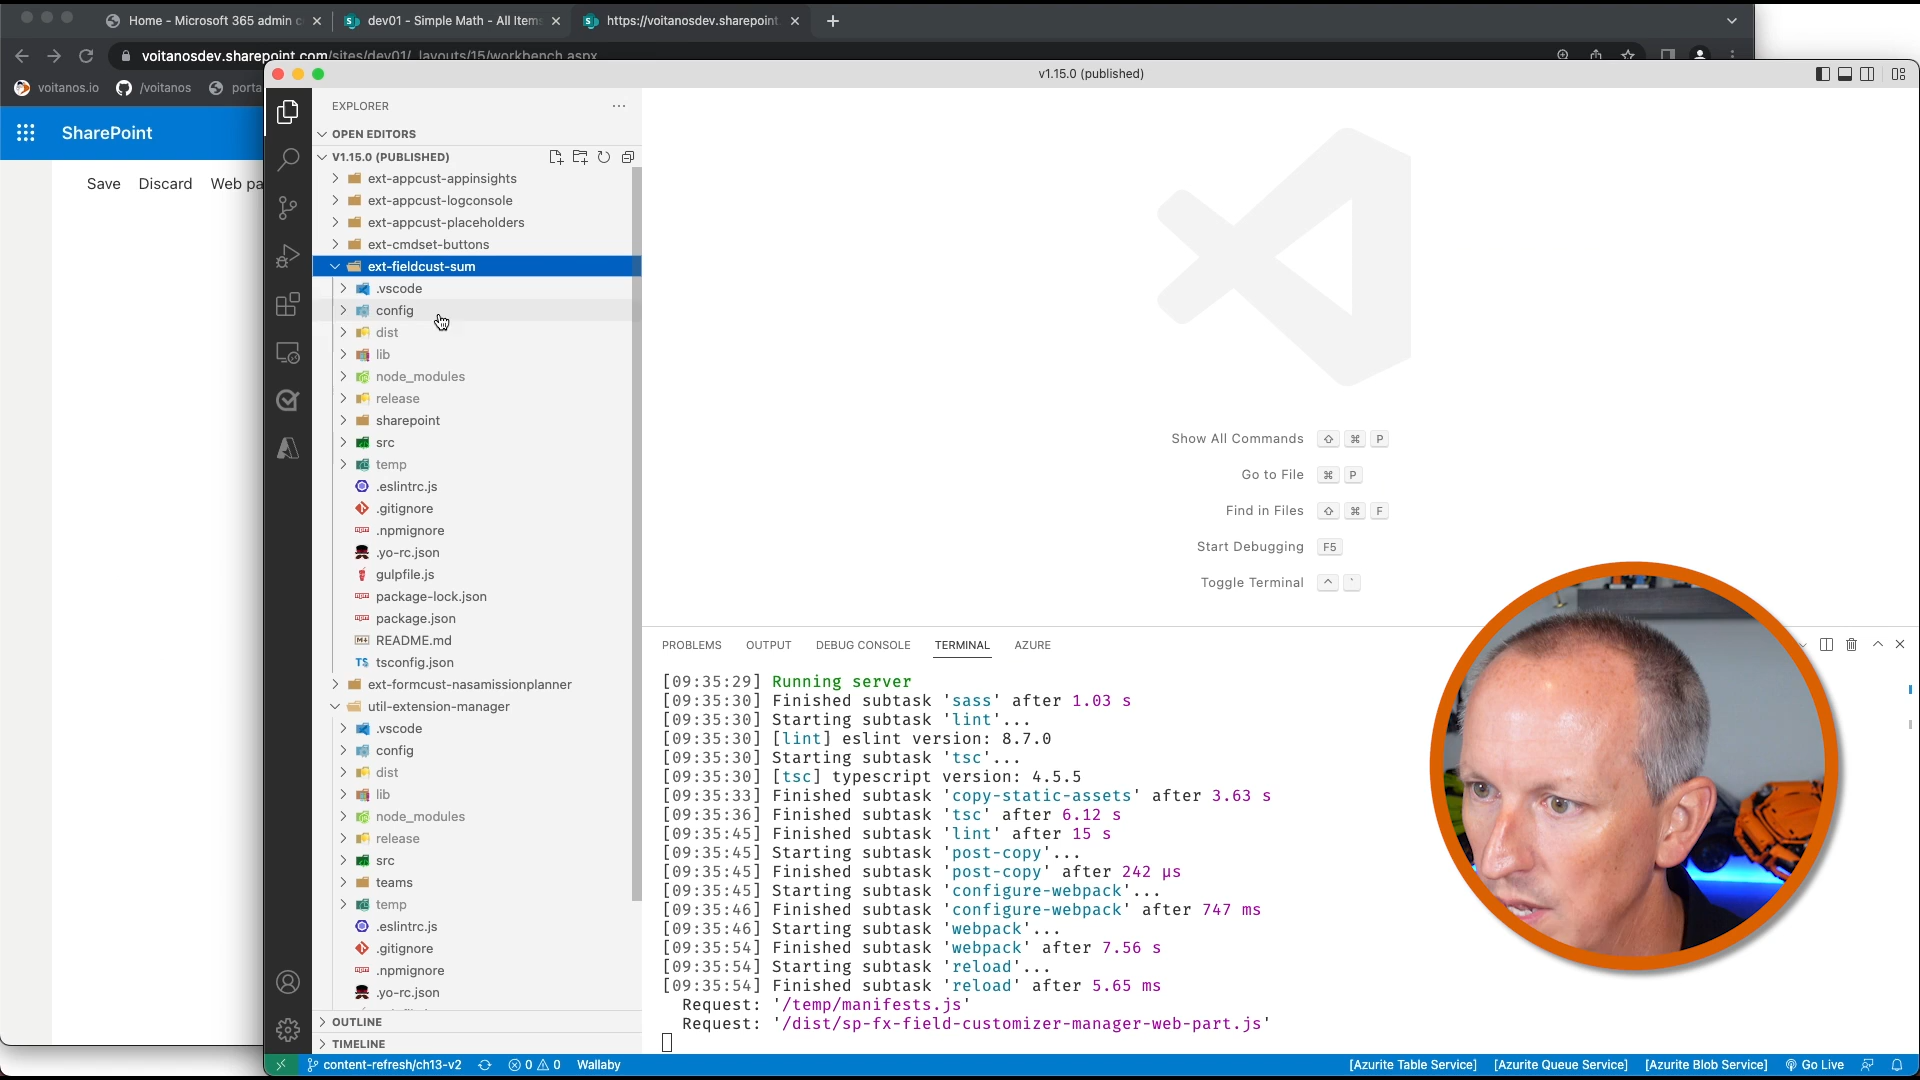 Home - Microsoft 365 admin c
dev01 - Simple Math - All Items
https://voitanosdev.sharepoint
voitanosdev.sharepoint.com/sites/dev01/_layouts/15/workbench.aspx
voitanos.io
/voitanos
porta
SharePoint
Save
Discard
Web pa
v1.15.0 (published)
EXPLORER
OPEN EDITORS
V1.15.0 (PUBLISHED)
ext-appcust-appinsights
ext-appcust-logconsole
ext-appcust-placeholders
ext-cmdset-buttons
ext-fieldcust-sum
.vscode
config
dist
lib
node_modules
release
sharepoint
src
temp
.eslintrc.js
.gitignore
.npmignore
.yo-rc.json
gulpfile.js
package-lock.json
package.json
README.md
TS tsconfig.json
ext-formcust-nasamissionplanner
util-extension-manager
.vscode
config
dist
lib
node_modules
release
src
teams
temp
.eslintrc.js
.gitignore
.npmignore
.yo-rc.json
OUTLINE
TIMELINE
Show All Commands ⇧ ⌘ P
Go to File ⌘ P
Find in Files ⇧ ⌘ F
Start Debugging F5
Toggle Terminal ^ `
PROBLEMS
OUTPUT
DEBUG CONSOLE
TERMINAL
AZURE
[09:35:29] Running server
[09:35:30] Finished subtask 'sass' after 1.03 s
[09:35:30] Starting subtask 'lint'...
[09:35:30] [lint] eslint version: 8.7.0
[09:35:30] Starting subtask 'tsc'...
[09:35:30] [tsc] typescript version: 4.5.5
[09:35:33] Finished subtask 'copy-static-assets' after 3.63 s
[09:35:36] Finished subtask 'tsc' after 6.12 s
[09:35:45] Finished subtask 'lint' after 15 s
[09:35:45] Starting subtask 'post-copy'...
[09:35:45] Finished subtask 'post-copy' after 242 μs
[09:35:45] Starting subtask 'configure-webpack'...
[09:35:46] Finished subtask 'configure-webpack' after 747 ms
[09:35:46] Starting subtask 'webpack'...
[09:35:54] Finished subtask 'webpack' after 7.56 s
[09:35:54] Starting subtask 'reload'...
[09:35:54] Finished subtask 'reload' after 5.65 ms
Request: '/temp/manifests.js'
Request: '/dist/sp-fx-field-customizer-manager-web-part.js'
content-refresh/ch13-v2
0
0
Wallaby
[Azurite Table Service]
[Azurite Queue Service]
[Azurite Blob Service]
Go Live